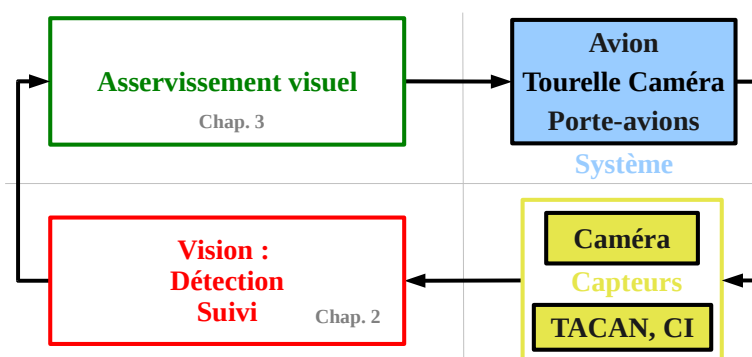 Asservissement visuel
Chap. 3
Avion
Tourelle Caméra
Porte-avions
Système
Vision :
Détection
Suivi
Chap. 2
Caméra
Capteurs
TACAN, CI